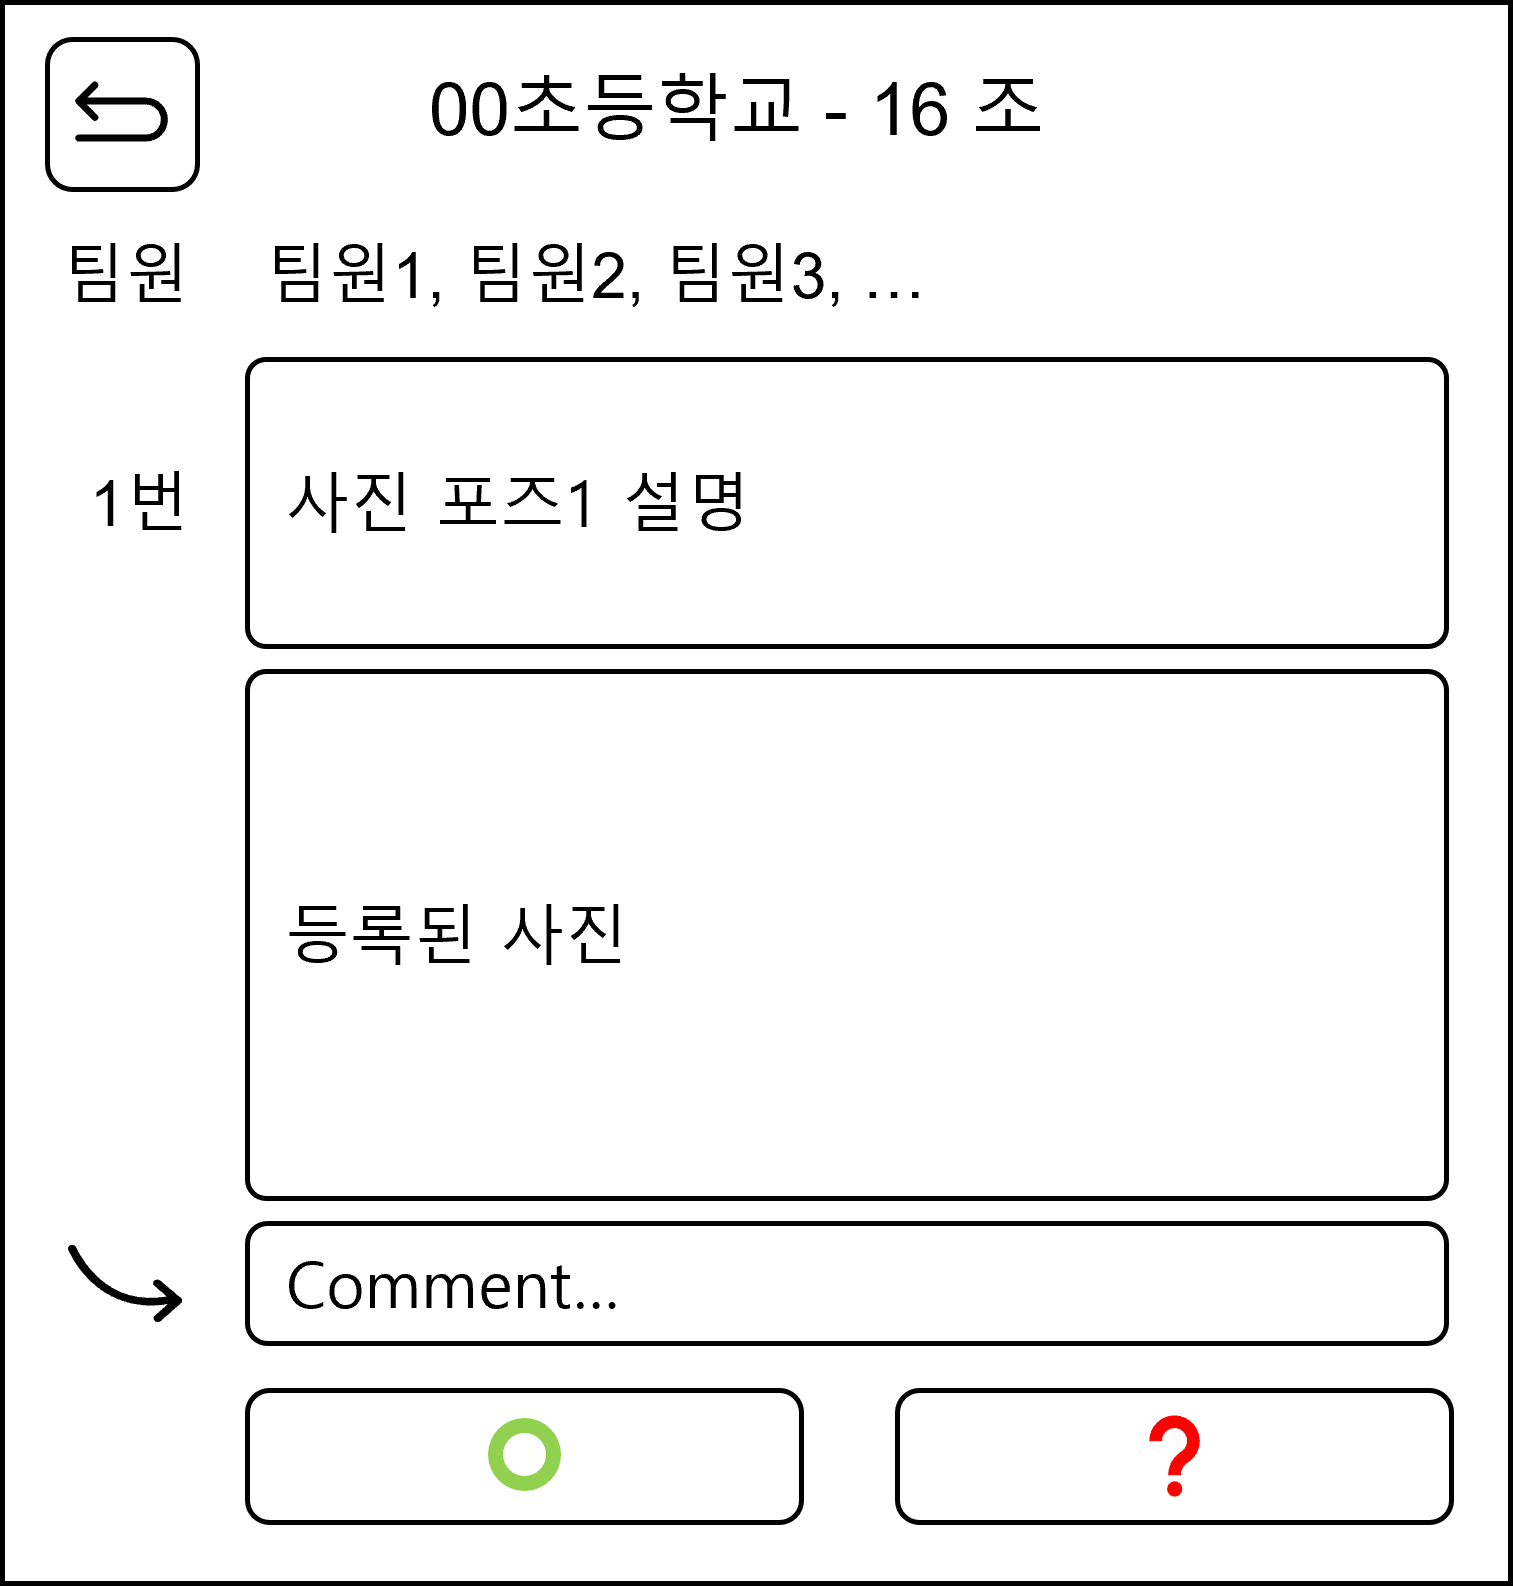 00초등학교 - 16 조
팀원 팀원1, 팀원2, 팀원3, ...
1번 사진 포즈1 설명
등록된 사진
Comment...
?